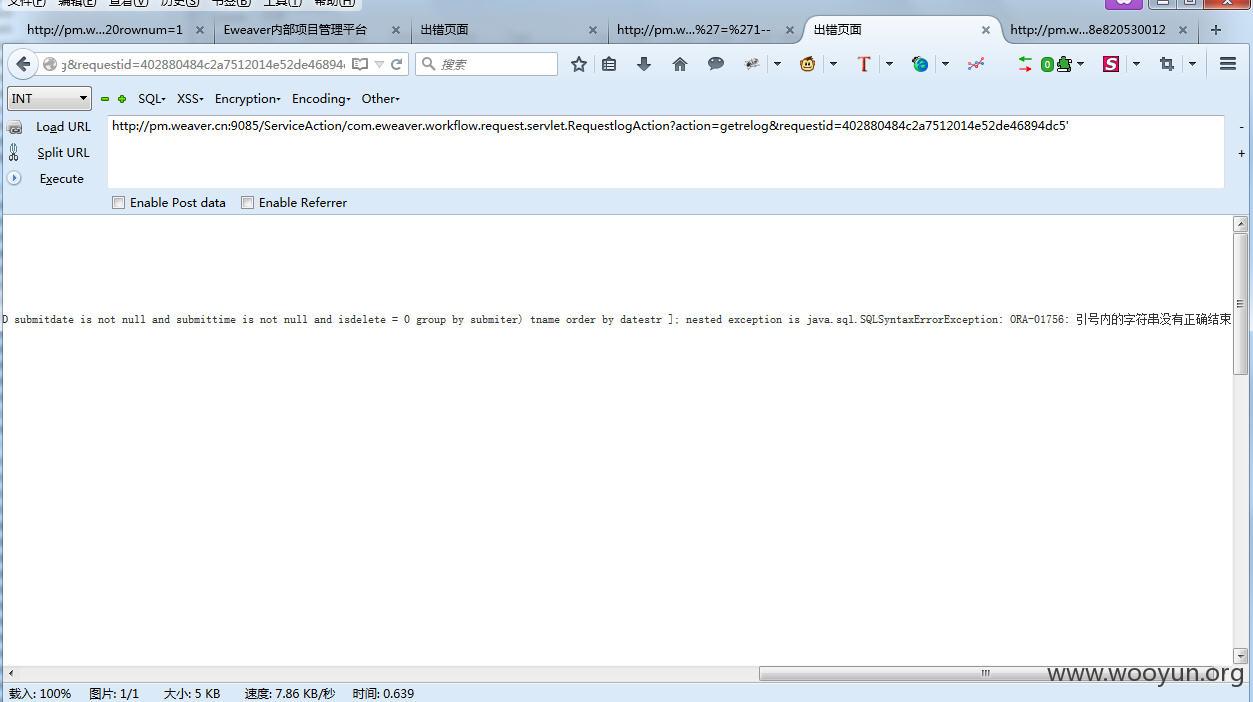 文件(F) 编辑(E) 查看(V) 历史(S) 书签(B) 工具(T) 帮助(H)
http://pm.w...20rownum=1 Eweaver内部项目管理平台 出错页面 http://pm.w...%27=%271-- 出错页面 http://pm.w...8e820530012
g&requestid=402880484c2a7512014e52de46894 搜索
INT SQL XSS Encryption Encoding Other
Load URL http://pm.weaver.cn:9085/ServiceAction/com.eweaver.workflow.request.servlet.RequestlogAction?action=getrelog&requestid=402880484c2a7512014e52de46894dc5'
Split URL
Execute
Enable Post data Enable Referrer
D submitdate is not null and submittime is not null and isdelete = 0 group by submiter) tname order by datestr ]; nested exception is java.sql.SQLSyntaxErrorException: ORA-01756: 引号内的字符串没有正确结束
www.wooyun.org
载入: 100% 图片: 1/1 大小: 5 KB 速度: 7.86 KB/秒 时间: 0.639